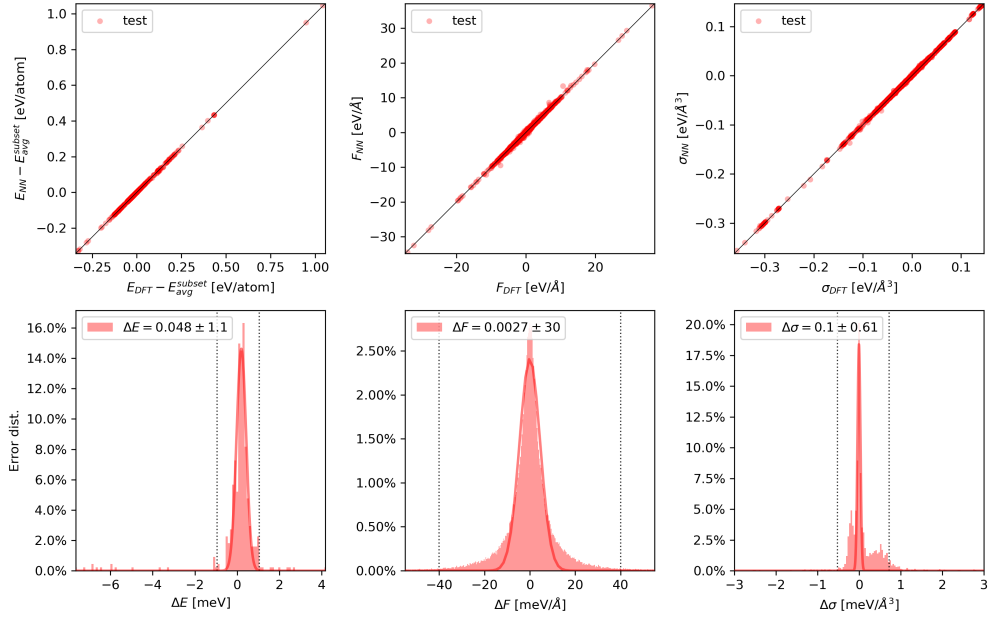 1.0
0.8
0.6
0.4
0.2
0.0
−0.2
E_NN − E_avg^subset [eV/atom]
test
−0.25 0.00 0.25 0.50 0.75 1.00
E_DFT − E_avg^subset [eV/atom]
30
20
10
0
−10
−20
−30
F_NN [eV/Å]
test
−20 0 20
F_DFT [eV/Å]
0.1
0.0
−0.1
−0.2
−0.3
σ_NN [eV/Å^3]
test
−0.3 −0.2 −0.1 0.0 0.1
σ_DFT [eV/Å^3]
16.0%
14.0%
12.0%
10.0%
8.0%
6.0%
4.0%
2.0%
0.0%
Error dist.
ΔE = 0.048 ± 1.1
−6 −4 −2 0 2 4
ΔE [meV]
2.50%
2.00%
1.50%
1.00%
0.50%
0.00%
ΔF = 0.0027 ± 30
−40 −20 0 20 40
ΔF [meV/Å]
20.0%
17.5%
15.0%
12.5%
10.0%
7.5%
5.0%
2.5%
0.0%
Δσ = 0.1 ± 0.61
−3 −2 −1 0 1 2 3
Δσ [meV/Å^3]